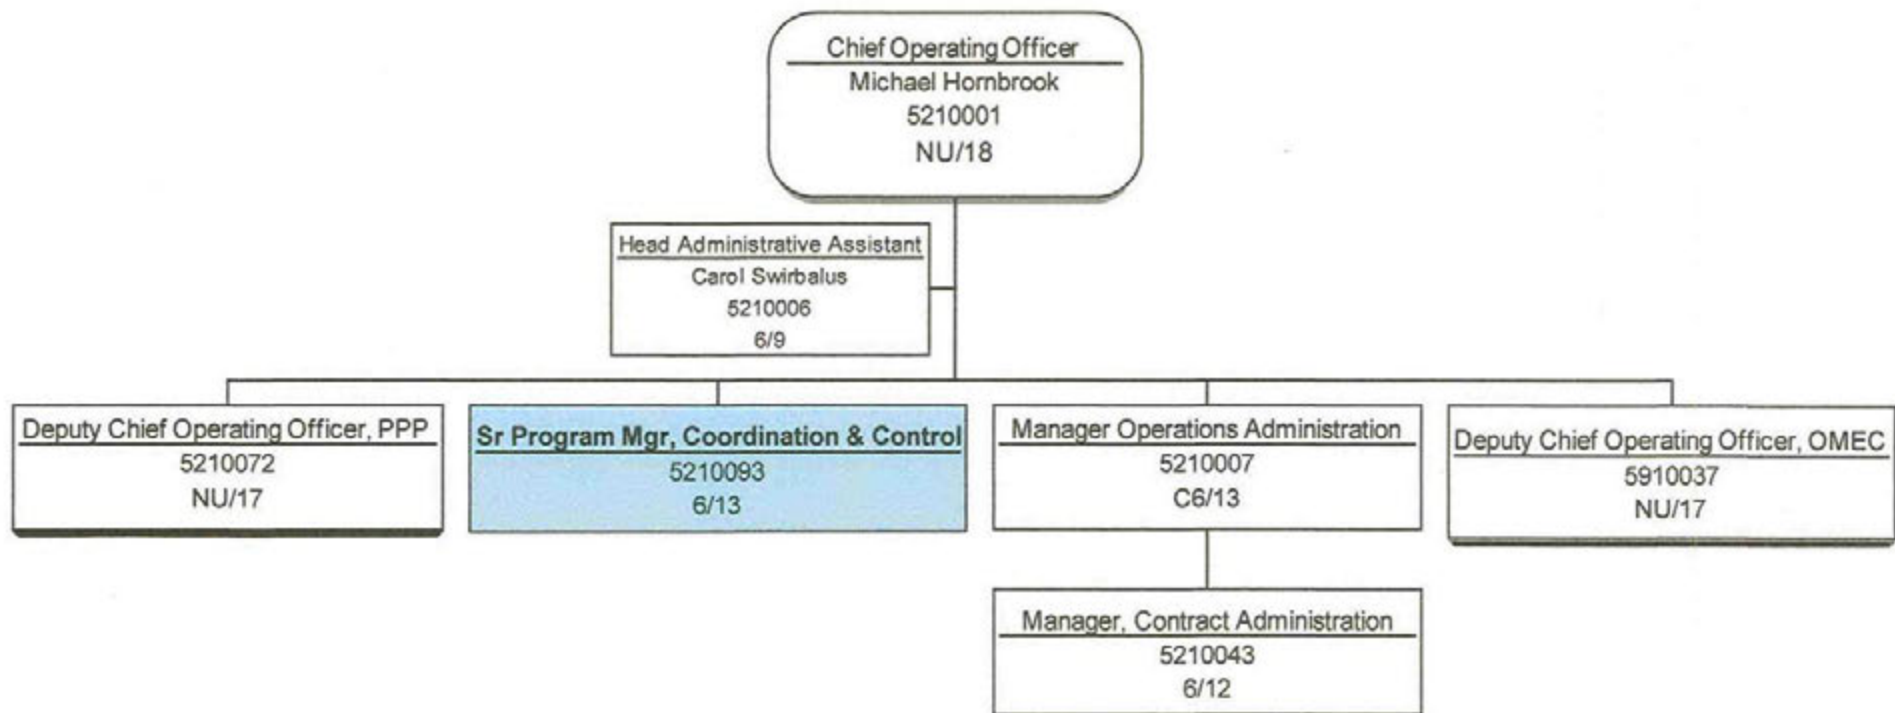 Chief Operating Officer
Michael Hornbrook
5210001
NU/18
Head Administrative Assistant
Carol Swirbalus
5210006
6/9
Deputy Chief Operating Officer, PPP
5210072
NU/17
Sr Program Mgr, Coordination & Control
5210093
6/13
Manager Operations Administration
5210007
C6/13
Deputy Chief Operating Officer, OMEC
5910037
NU/17
Manager, Contract Administration
5210043
6/12